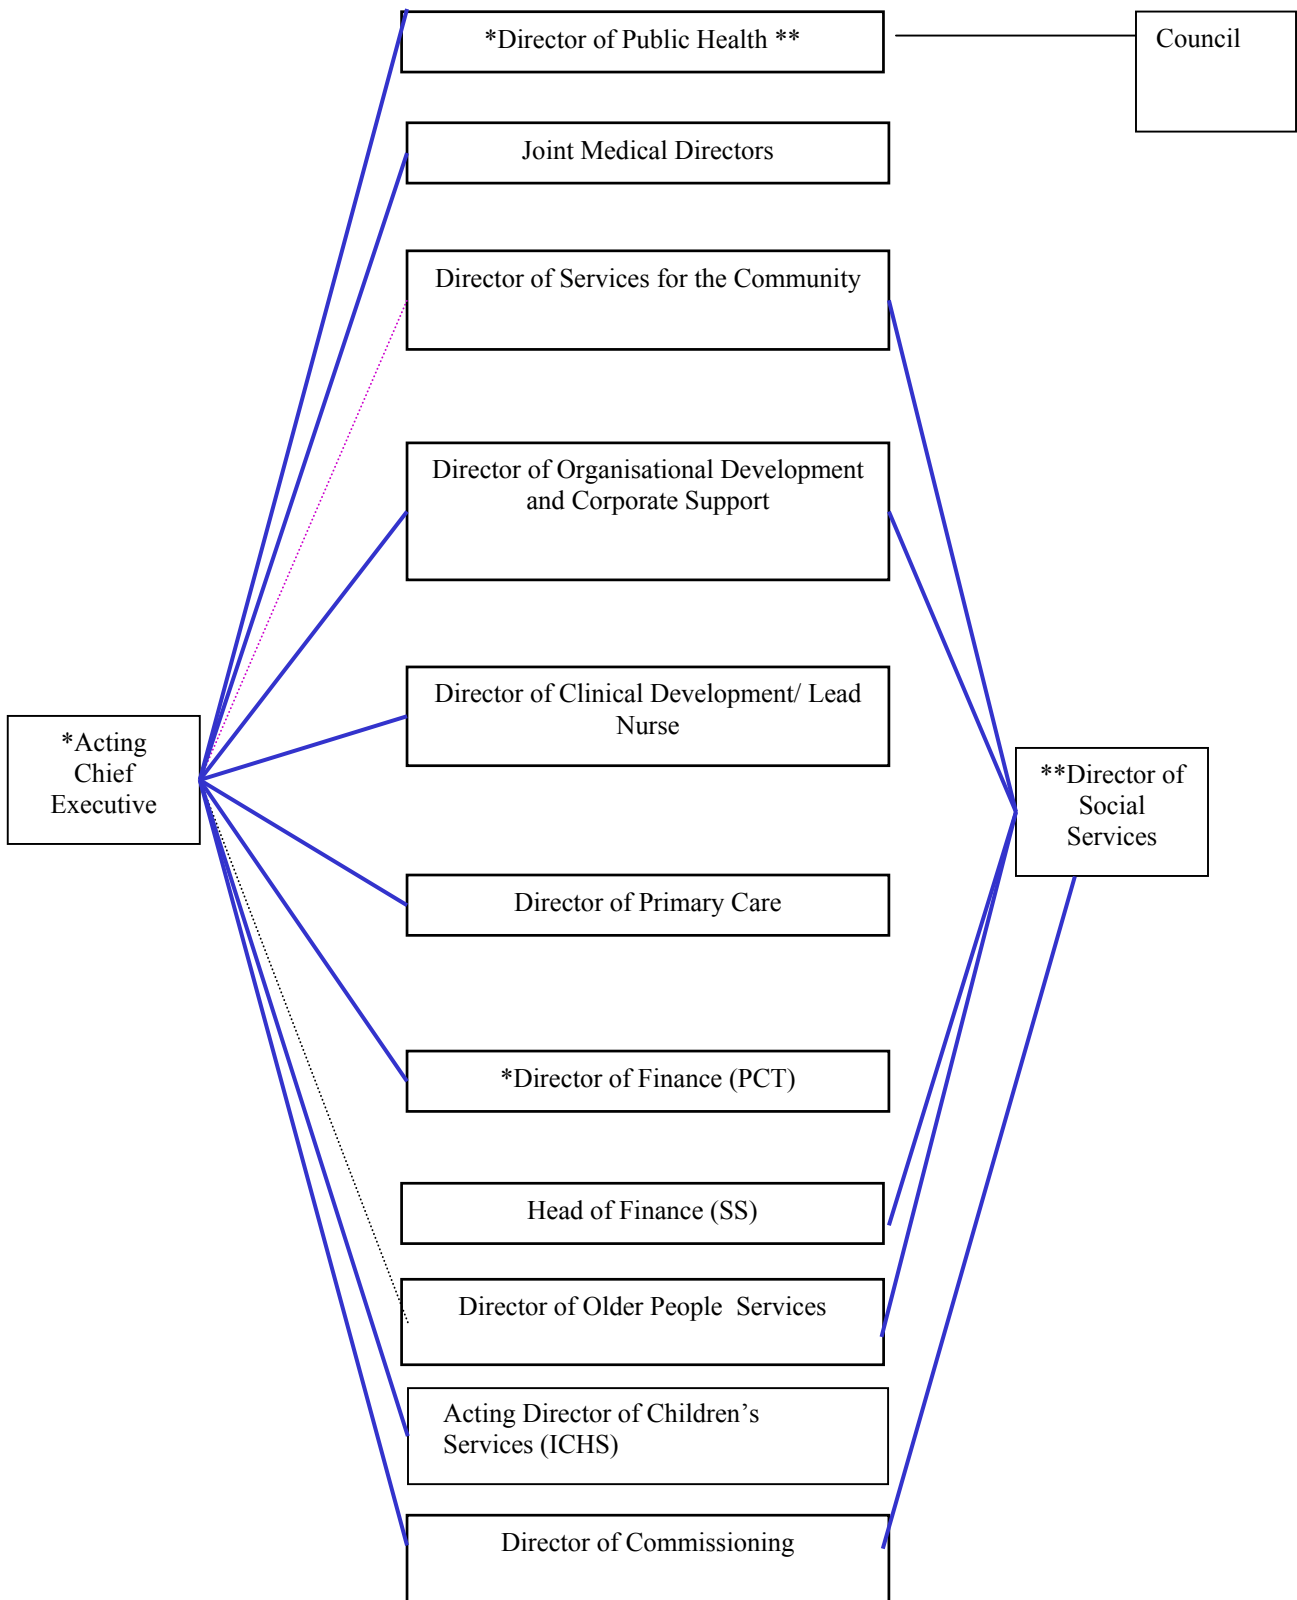 *Director of Public Health **
Council
Joint Medical Directors
Director of Services for the Community
Director of Organisational Development
and Corporate Support
Director of Clinical Development/ Lead
Nurse
*Acting
Chief
Executive
**Director of
Social
Services
Director of Primary Care
*Director of Finance (PCT)
Head of Finance (SS)
Director of Older People  Services
Acting Director of Children’s
Services (ICHS)
Director of Commissioning